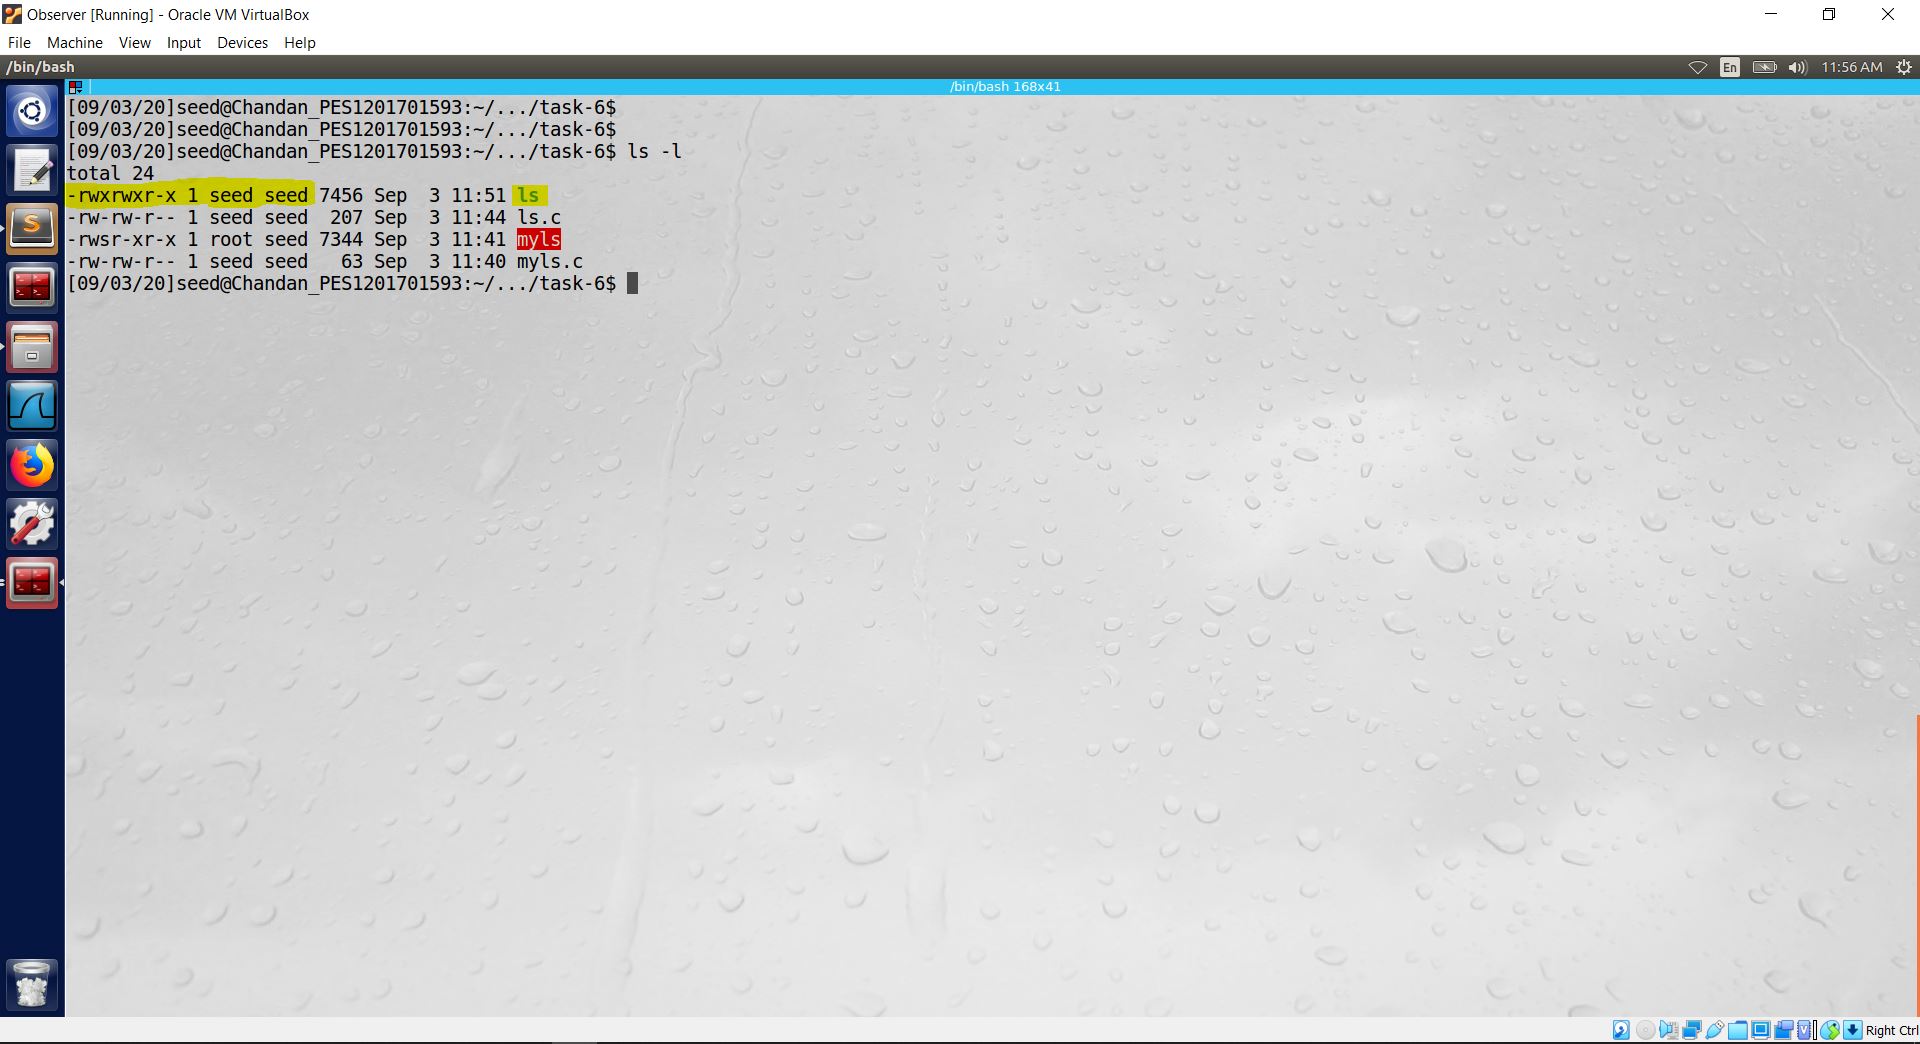 Observer [Running] - Oracle VM VirtualBox
File Machine View Input Devices Help
/bin/bash En 11:56 AM
/bin/bash 168x41
[09/03/20]seed@Chandan_PES1201701593:~/.../task-6$
[09/03/20]seed@Chandan_PES1201701593:~/.../task-6$
[09/03/20]seed@Chandan_PES1201701593:~/.../task-6$ ls -l
total 24
-rwxrwxr-x 1 seed seed 7456 Sep  3 11:51 ls
-rw-rw-r-- 1 seed seed  207 Sep  3 11:44 ls.c
-rwsr-xr-x 1 root seed 7344 Sep  3 11:41 myls
-rw-rw-r-- 1 seed seed   63 Sep  3 11:40 myls.c
[09/03/20]seed@Chandan_PES1201701593:~/.../task-6$
Right Ctrl